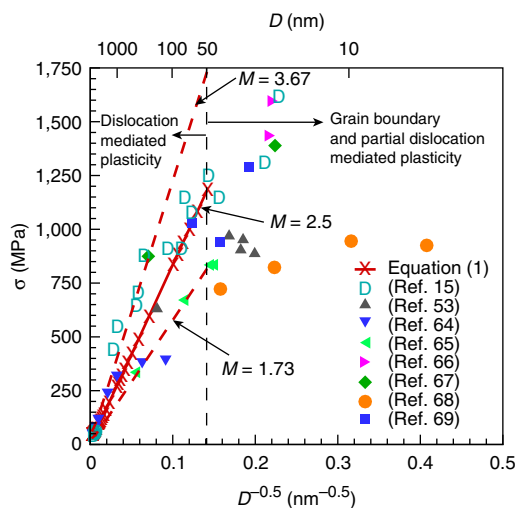 D (nm)
1000 100 50 10
1,750
1,500
1,250
1,000
750
500
250
0
σ (MPa)
M = 3.67
Dislocation
mediated
plasticity
Grain boundary
and partial dislocation
mediated plasticity
M = 2.5
M = 1.73
Equation (1)
D (Ref. 15)
(Ref. 53)
(Ref. 64)
(Ref. 65)
(Ref. 66)
(Ref. 67)
(Ref. 68)
(Ref. 69)
0 0.1 0.2 0.3 0.4 0.5
D⁻⁰·⁵ (nm⁻⁰·⁵)